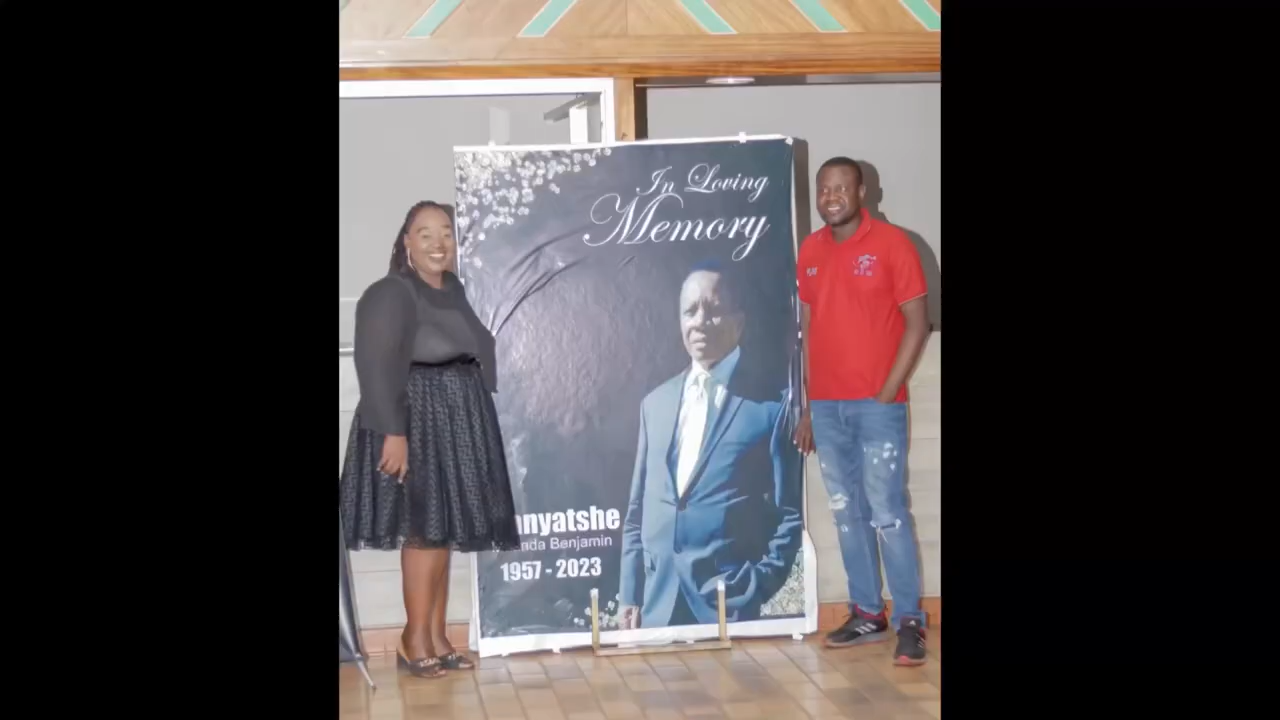 In Loving
Memory
nyatshe
nda Benjamin
1957 - 2023